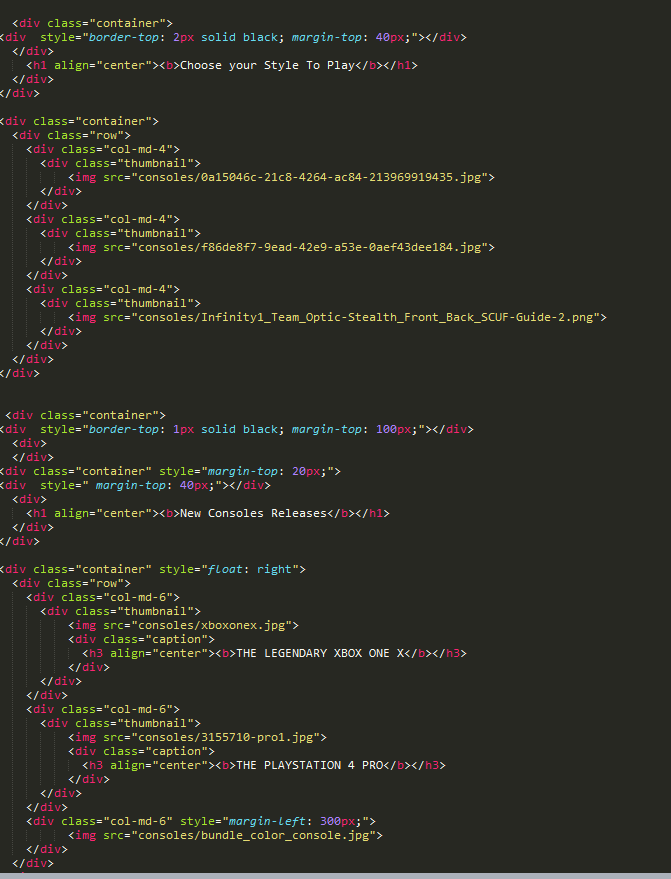 <div class="container">
<div  style="border-top: 2px solid black; margin-top: 40px;"></div>
</div>
<h1 align="center"><b>Choose your Style To Play</b></h1>
</div>
</div>
<div class="container">
<div class="row">
<div class="col-md-4">
<div class="thumbnail">
<img src="consoles/0a15046c-21c8-4264-ac84-213969919435.jpg">
</div>
</div>
<div class="col-md-4">
<div class="thumbnail">
<img src="consoles/f86de8f7-9ead-42e9-a53e-0aef43dee184.jpg">
</div>
</div>
<div class="col-md-4">
<div class="thumbnail">
<img src="consoles/Infinity1_Team_Optic-Stealth_Front_Back_SCUF-Guide-2.png">
</div>
</div>
</div>
</div>
<div class="container">
<div  style="border-top: 1px solid black; margin-top: 100px;"></div>
<div>
</div>
<div class="container" style="margin-top: 20px;">
<div  style=" margin-top: 40px;"></div>
<div>
<h1 align="center"><b>New Consoles Releases</b></h1>
</div>
</div>
<div class="container" style="float: right">
<div class="row">
<div class="col-md-6">
<div class="thumbnail">
<img src="consoles/xboxonex.jpg">
<div class="caption">
<h3 align="center"><b>THE LEGENDARY XBOX ONE X</b></h3>
</div>
</div>
</div>
<div class="col-md-6">
<div class="thumbnail">
<img src="consoles/3155710-pro1.jpg">
<div class="caption">
<h3 align="center"><b>THE PLAYSTATION 4 PRO</b></h3>
</div>
</div>
</div>
<div class="col-md-6" style="margin-left: 300px;">
<img src="consoles/bundle_color_console.jpg">
</div>
</div>